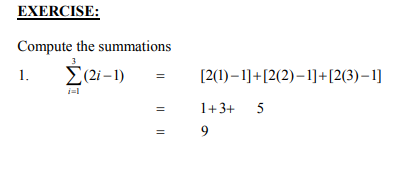 EXERCISE:
Compute the summations
1. 3∑i=1 (2i – 1) = [2(1) – 1]+[2(2) – 1]+[2(3) – 1]
= 1+3+ 5
= 9